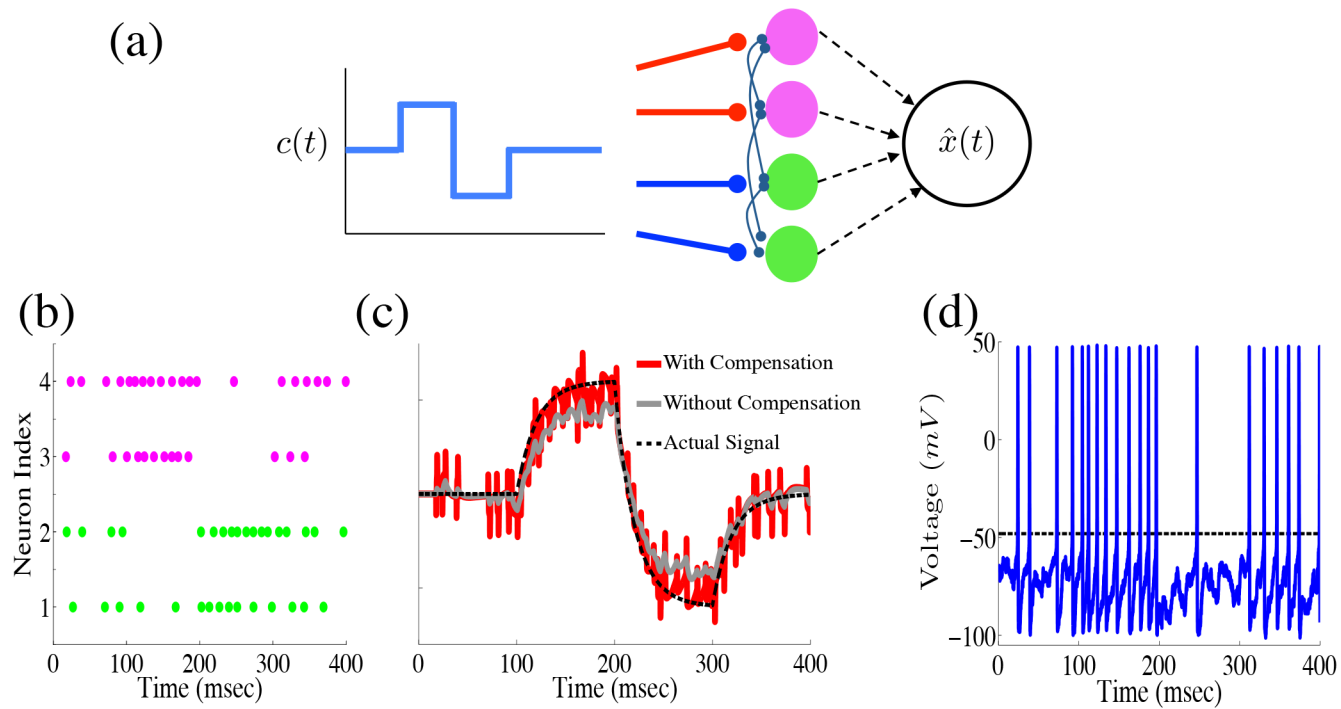 (a)
c(t)
x̂(t)
(b)
Neuron Index
4
3
2
1
0
100
200
300
400
Time (msec)
(c)
With Compensation
Without Compensation
Actual Signal
0
100
200
300
400
Time (msec)
(d)
Voltage (mV)
50
0
−50
−100
0
100
200
300
400
Time (msec)